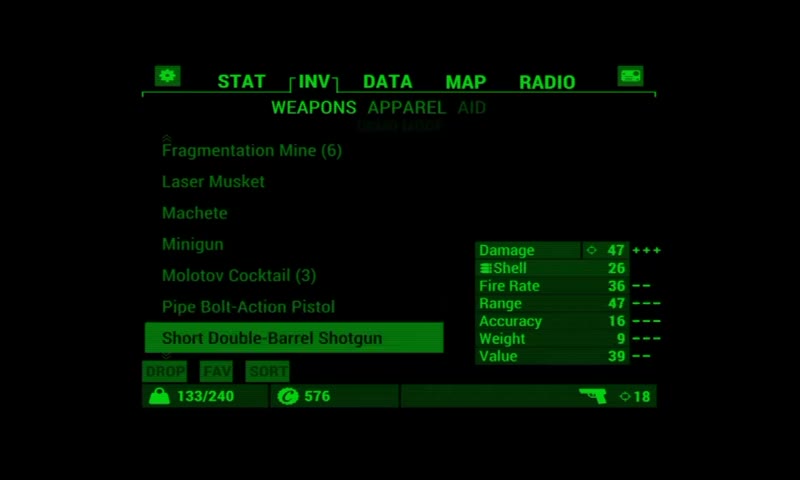 STAT INV DATA MAP RADIO
WEAPONS APPAREL AID
DEMO MODE
Fragmentation Mine (6)
Laser Musket
Machete
Minigun
Molotov Cocktail (3)
Pipe Bolt-Action Pistol
Short Double-Barrel Shotgun
Damage 47 +++
Shell 26
Fire Rate 36 --
Range 47 ---
Accuracy 16 ---
Weight 9 ---
Value 39 --
DROP FAV SORT
133/240 576 18